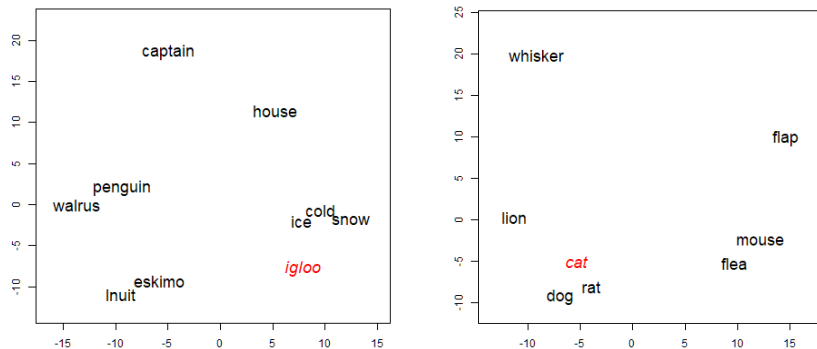 captain
house
penguin
walrus
cold
ice
snow
igloo
eskimo
Inuit
20
15
10
5
0
-5
-10
-15 -10 -5 0 5 10 15
whisker
flap
lion
mouse
cat
flea
rat
dog
25
20
15
10
5
0
-5
-10
-10 -5 0 5 10 15